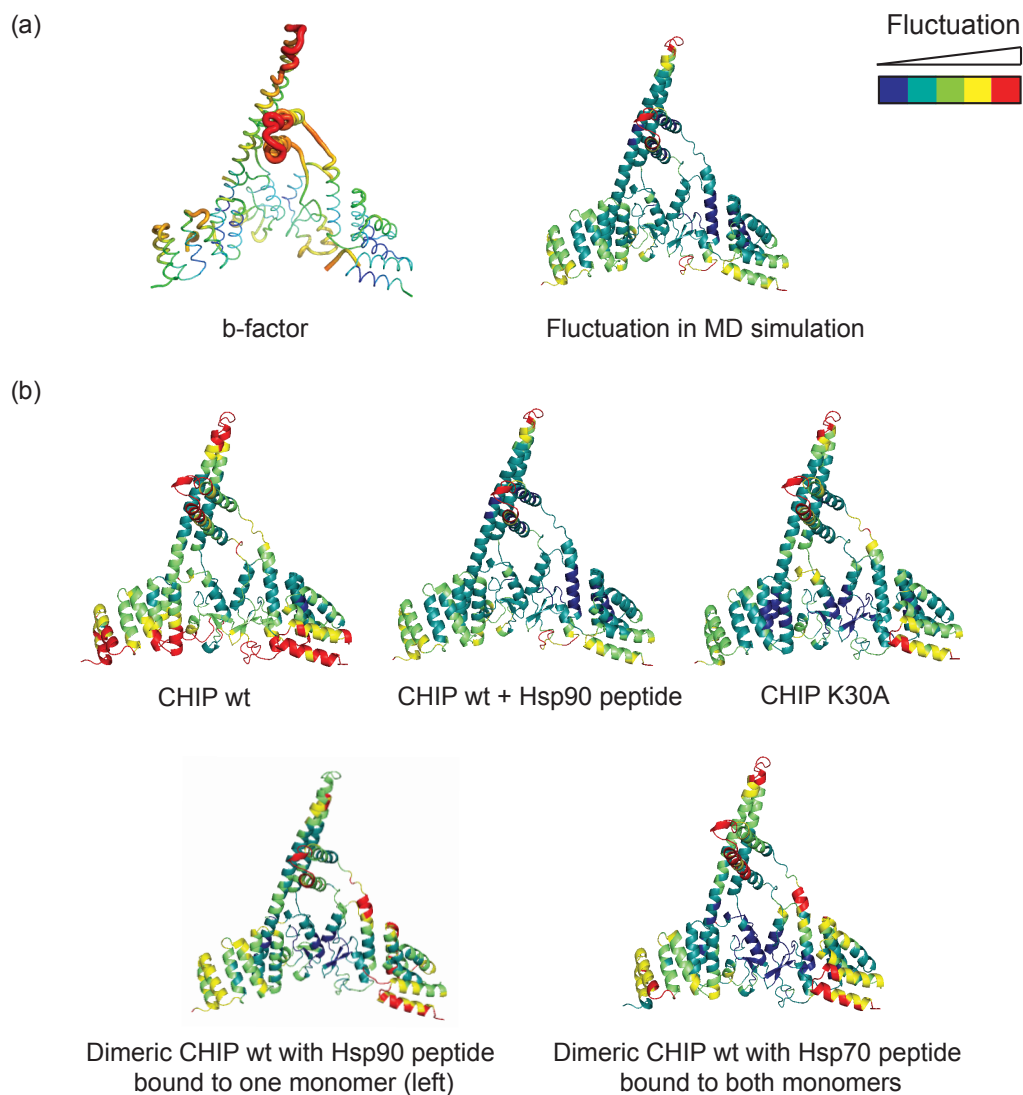 (a)
Fluctuation
b-factor
Fluctuation in MD simulation
(b)
CHIP wt
CHIP wt + Hsp90 peptide
CHIP K30A
Dimeric CHIP wt with Hsp90 peptide
bound to one monomer (left)
Dimeric CHIP wt with Hsp70 peptide
bound to both monomers